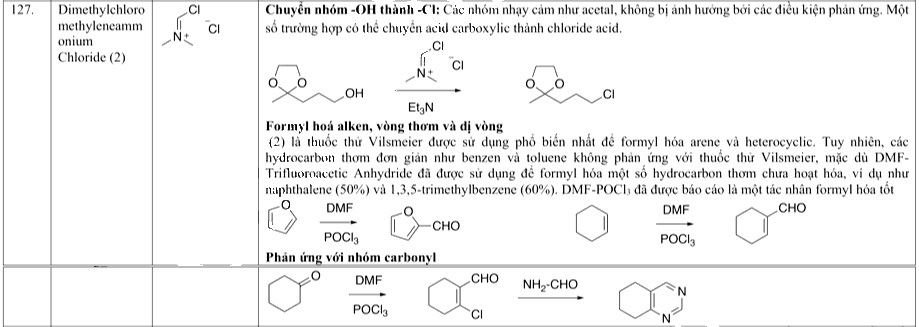 127.
Dimethylchloro
methyleneamm
onium
Chloride (2)
Cl
N+
-Cl
Chuyển nhóm -OH thành -Cl: Các nhóm nhạy cảm như acetal, không bị ảnh hưởng bởi các điều kiện phản ứng. Một
số trường hợp có thể chuyển acid carboxylic thành chloride acid.
O O
OH
Cl
N+
-Cl
Et3N
O O
Cl
Formyl hoá alken, vòng thơm và dị vòng
(2) là thuốc thử Vilsmeier được sử dụng phổ biến nhất để formyl hóa arene và heterocyclic. Tuy nhiên, các
hydrocarbon thơm đơn giản như benzen và toluene không phản ứng với thuốc thử Vilsmeier, mặc dù DMF-
Trifluoroacetic Anhydride đã được sử dụng để formyl hóa một số hydrocarbon thơm chưa hoạt hóa, ví dụ như
naphthalene (50%) và 1,3,5-trimethylbenzene (60%). DMF-POCl3 đã được báo cáo là một tác nhân formyl hóa tốt
O
DMF
POCl3
O
CHO
DMF
POCl3
CHO
Phản ứng với nhóm carbonyl
O
DMF
POCl3
CHO
Cl
NH2-CHO
N
N